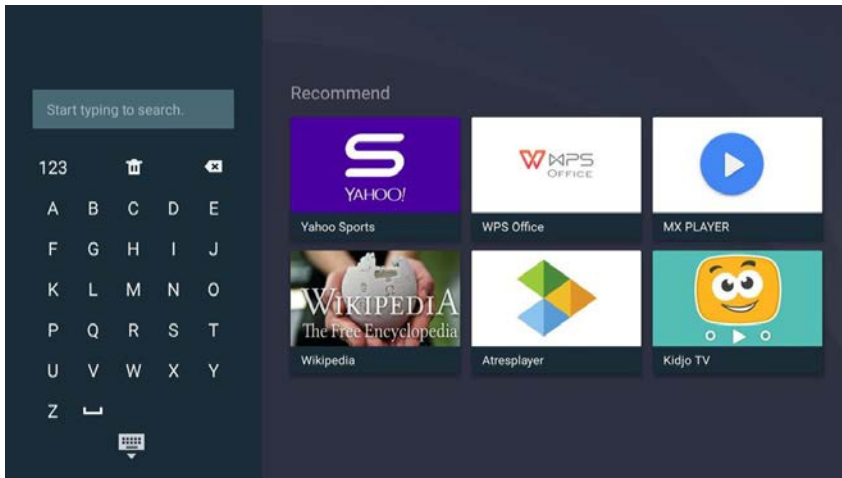 Start typing to search.
123
A B C D E
F G H I J
K L M N O
P Q R S T
U V W X Y
Z
Recommend
S
YAHOO!
Yahoo Sports
WPS
OFFICE
WPS Office
MX PLAYER
WIKIPEDIA
The Free Encyclopedia
Wikipedia
Atresplayer
Kidjo TV